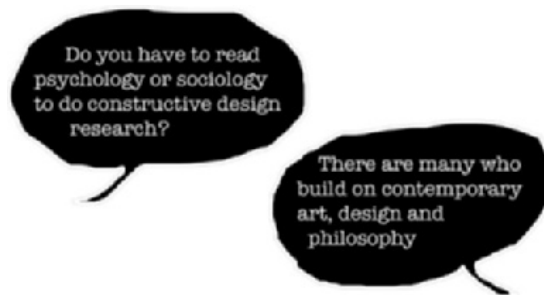 Do you have to read
psychology or sociology
to do constructive design
research?
There are many who
build on contemporary
art, design and
philosophy